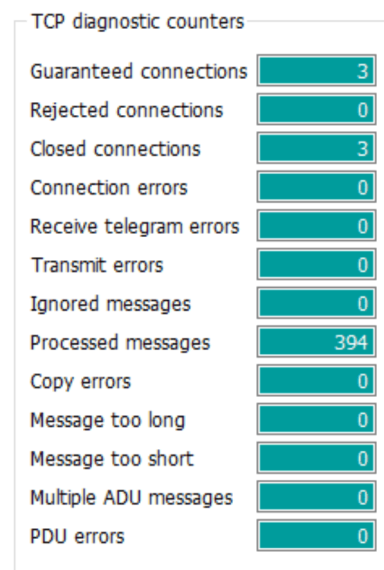 TCP diagnostic counters
Guaranteed connections 3
Rejected connections 0
Closed connections 3
Connection errors 0
Receive telegram errors 0
Transmit errors 0
Ignored messages 0
Processed messages 394
Copy errors 0
Message too long 0
Message too short 0
Multiple ADU messages 0
PDU errors 0